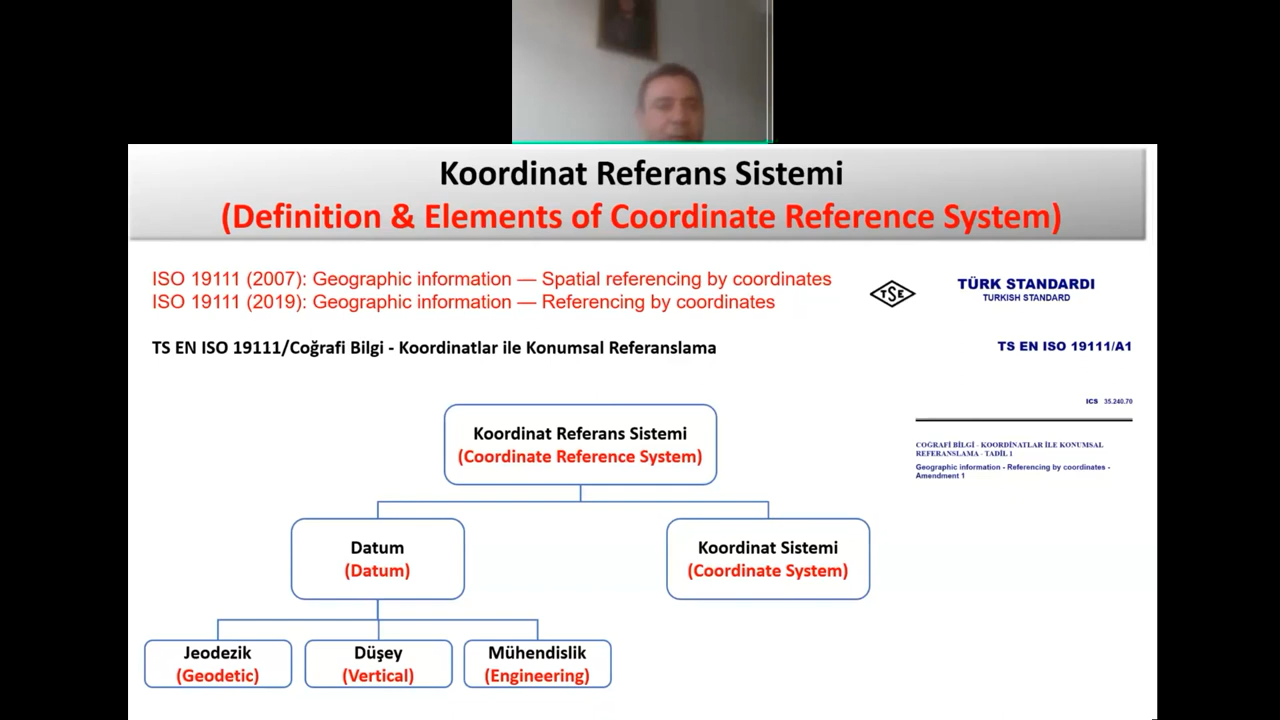 Koordinat Referans Sistemi
(Definition & Elements of Coordinate Reference System)
ISO 19111 (2007): Geographic information — Spatial referencing by coordinates
ISO 19111 (2019): Geographic information — Referencing by coordinates
TS EN ISO 19111/Coğrafi Bilgi - Koordinatlar ile Konumsal Referanslama
TSE
TÜRK STANDARDI
TURKISH STANDARD
TS EN ISO 19111/A1
ICS 35.240.70
COĞRAFİ BİLGİ - KOORDİNATLAR İLE KONUMSAL
REFERANSLAMA - TADİL 1
Geographic information - Referencing by coordinates -
Amendment 1
Koordinat Referans Sistemi
(Coordinate Reference System)
Datum
(Datum)
Koordinat Sistemi
(Coordinate System)
Jeodezik
(Geodetic)
Düşey
(Vertical)
Mühendislik
(Engineering)